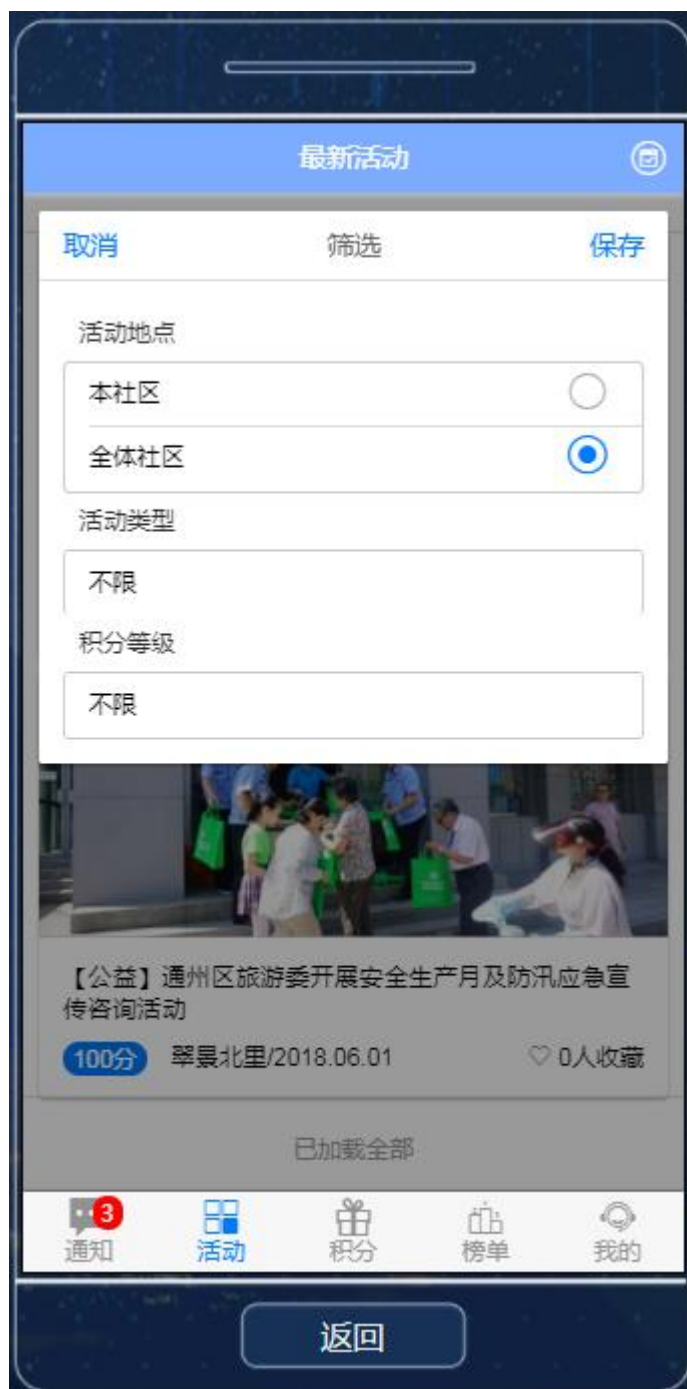 最新活动
取消
筛选
保存
活动地点
本社区
全体社区
活动类型
不限
积分等级
不限
【公益】通州区旅游委开展安全生产月及防汛应急宣
传咨询活动
100分 翠景北里/2018.06.01 ♡ 0人收藏
已加载全部
3
通知
活动
积分
榜单
我的
返回